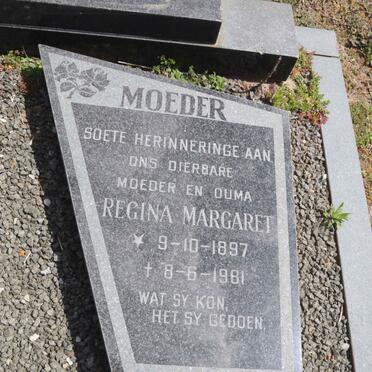 MOEDER
SOETE HERINNERINGE AAN
ONS DIERBARE
MOEDER EN OUMA
REGINA MARGARET
★ 9-10-1897
† 8-6-1981
WAT SY KON,
HET SY GEDOEN.